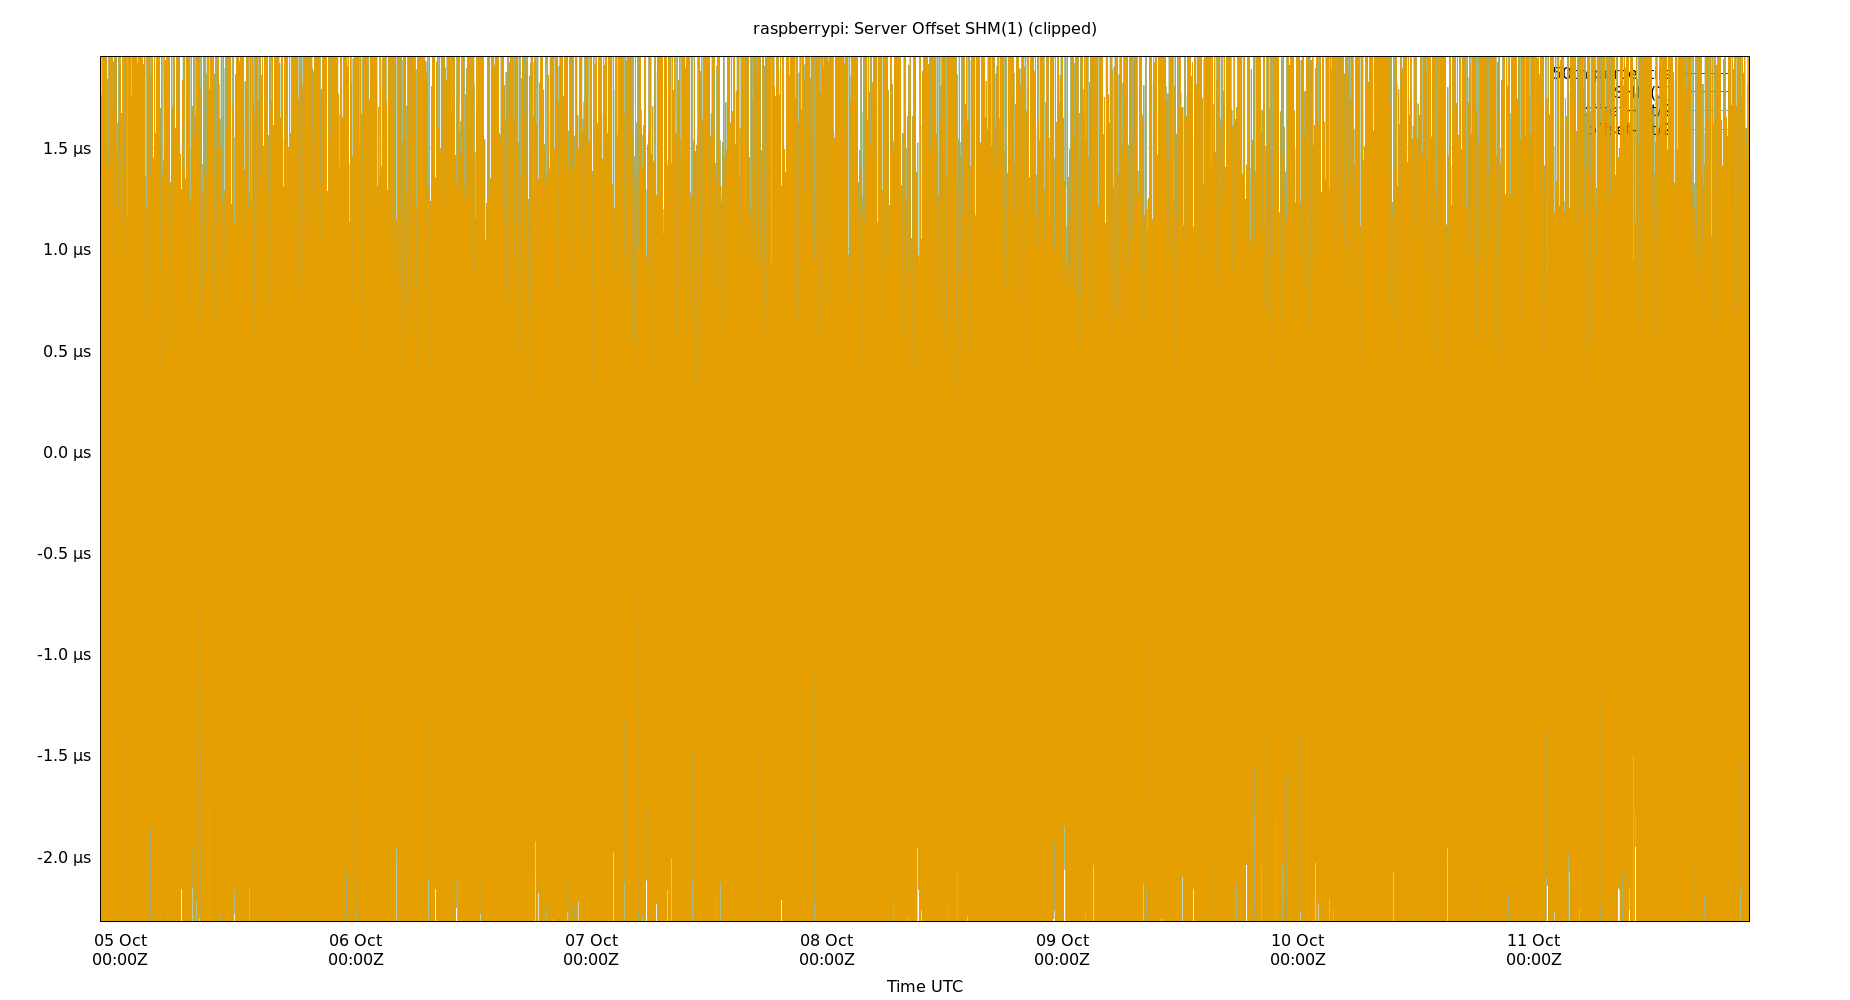 raspberrypi: Server Offset SHM(1) (clipped)
1.5 µs
1.0 µs
0.5 µs
0.0 µs
-0.5 µs
-1.0 µs
-1.5 µs
-2.0 µs
05 Oct 06 Oct 07 Oct 08 Oct 09 Oct 10 Oct 11 Oct
00:00Z 00:00Z 00:00Z 00:00Z 00:00Z 00:00Z 00:00Z
Time UTC